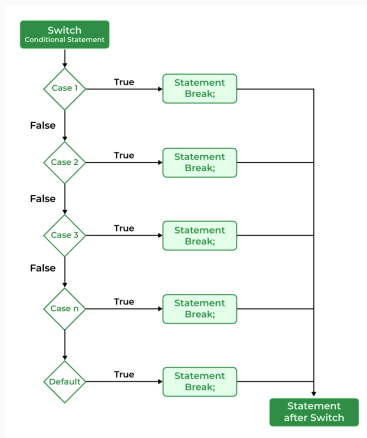 Switch
Conditional Statement
Case 1
True
Statement
Break;
False
Case 2
True
Statement
Break;
False
Case 3
True
Statement
Break;
False
Case n
True
Statement
Break;
Default
True
Statement
Break;
Statement
after Switch